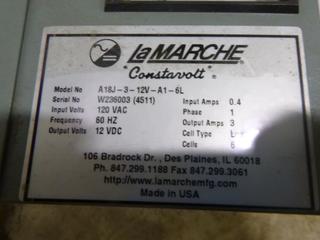 LaMARCHE
"Constavolt" ®
Model No A18J-3-12V-A1-6L
Serial No W236003 (4511)
Input Volts 120 VAC Input Amps 0.4
Frequency 60 HZ Phase 1
Output Volts 12 VDC Output Amps 3
Cell Type
Cells 6
106 Bradrock Dr., Des Plaines, IL 60018
Ph. 847.299.1188 Fax 847.299.3061
http://www.lamarchemfg.com
Made in USA